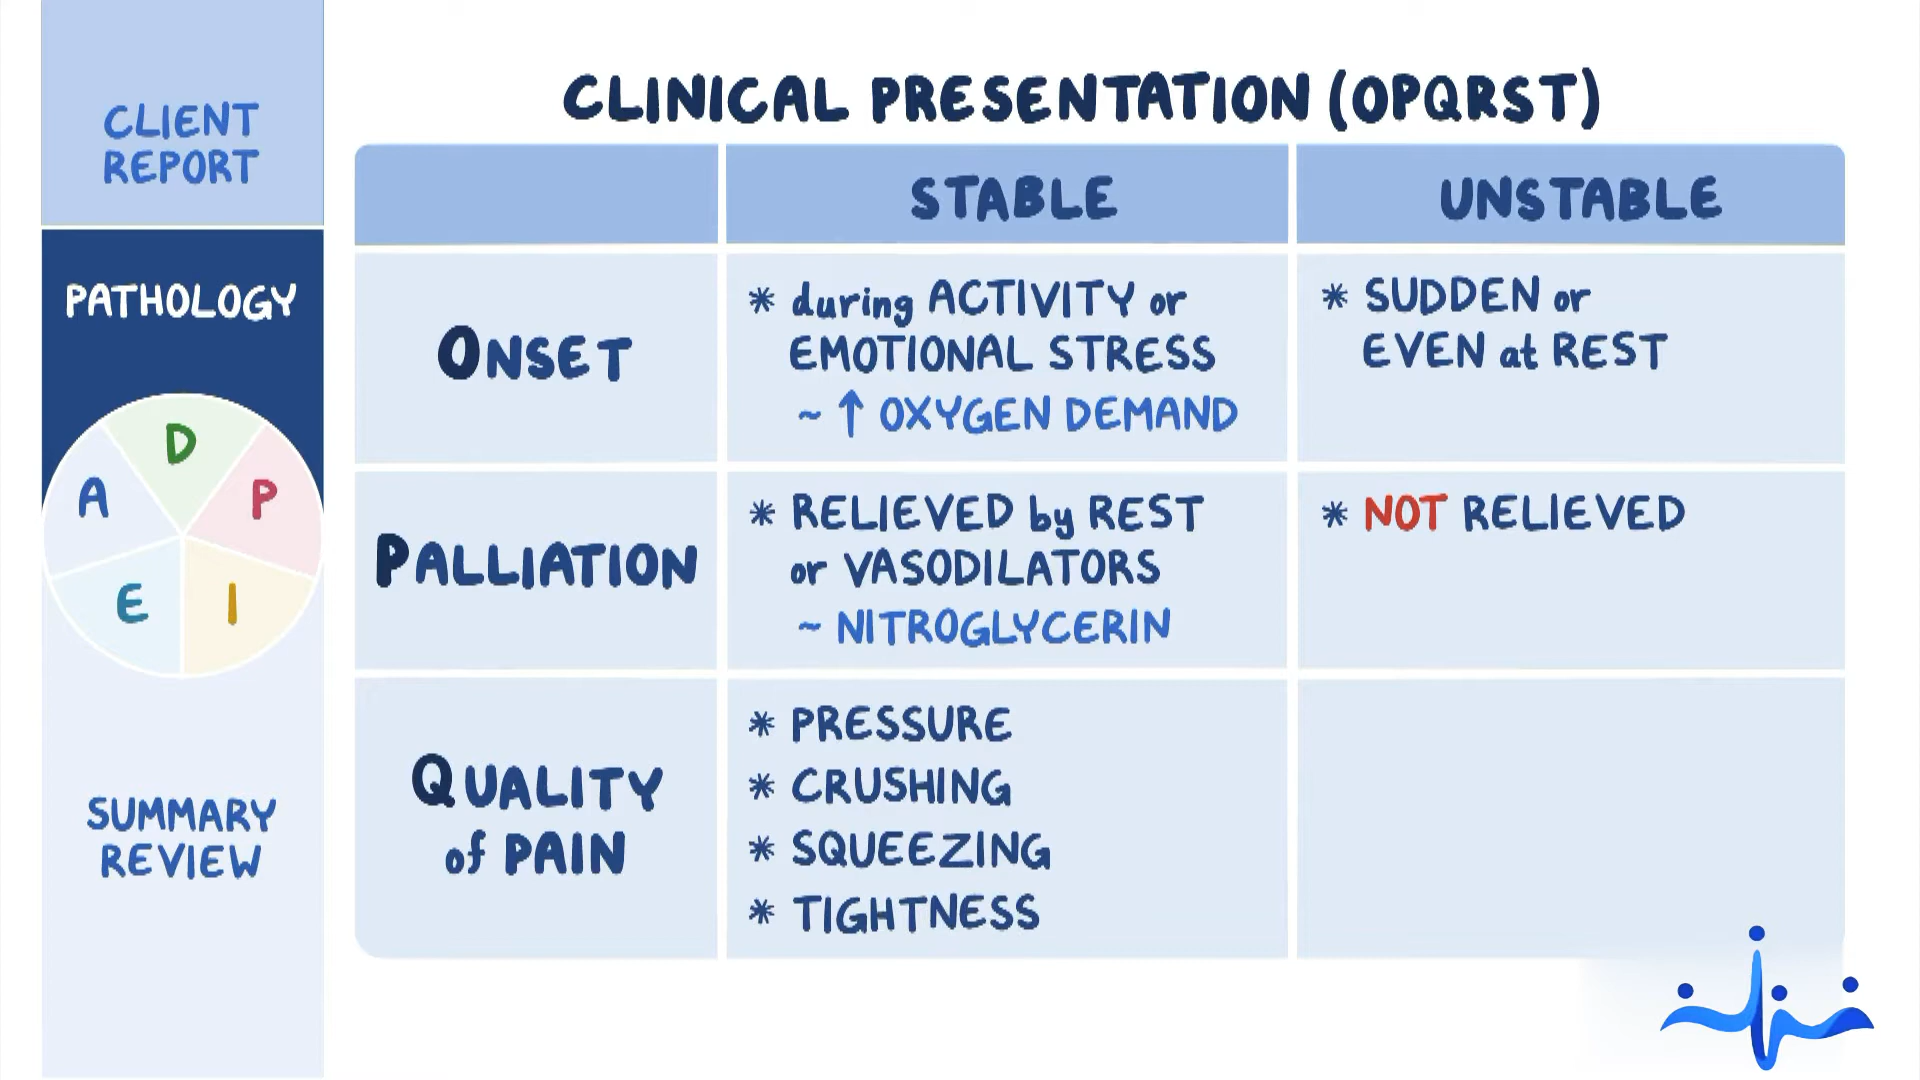 CLIENT
REPORT
PATHOLOGY
A
D
P
E
I
SUMMARY
REVIEW
CLINICAL PRESENTATION (OPQRST)
STABLE
UNSTABLE
ONSET
* during ACTIVITY or
EMOTIONAL STRESS
~ ↑ OXYGEN DEMAND
* SUDDEN or
EVEN at REST
PALLIATION
* RELIEVED by REST
or VASODILATORS
~ NITROGLYCERIN
* NOT RELIEVED
QUALITY
of PAIN
* PRESSURE
* CRUSHING
* SQUEEZING
* TIGHTNESS